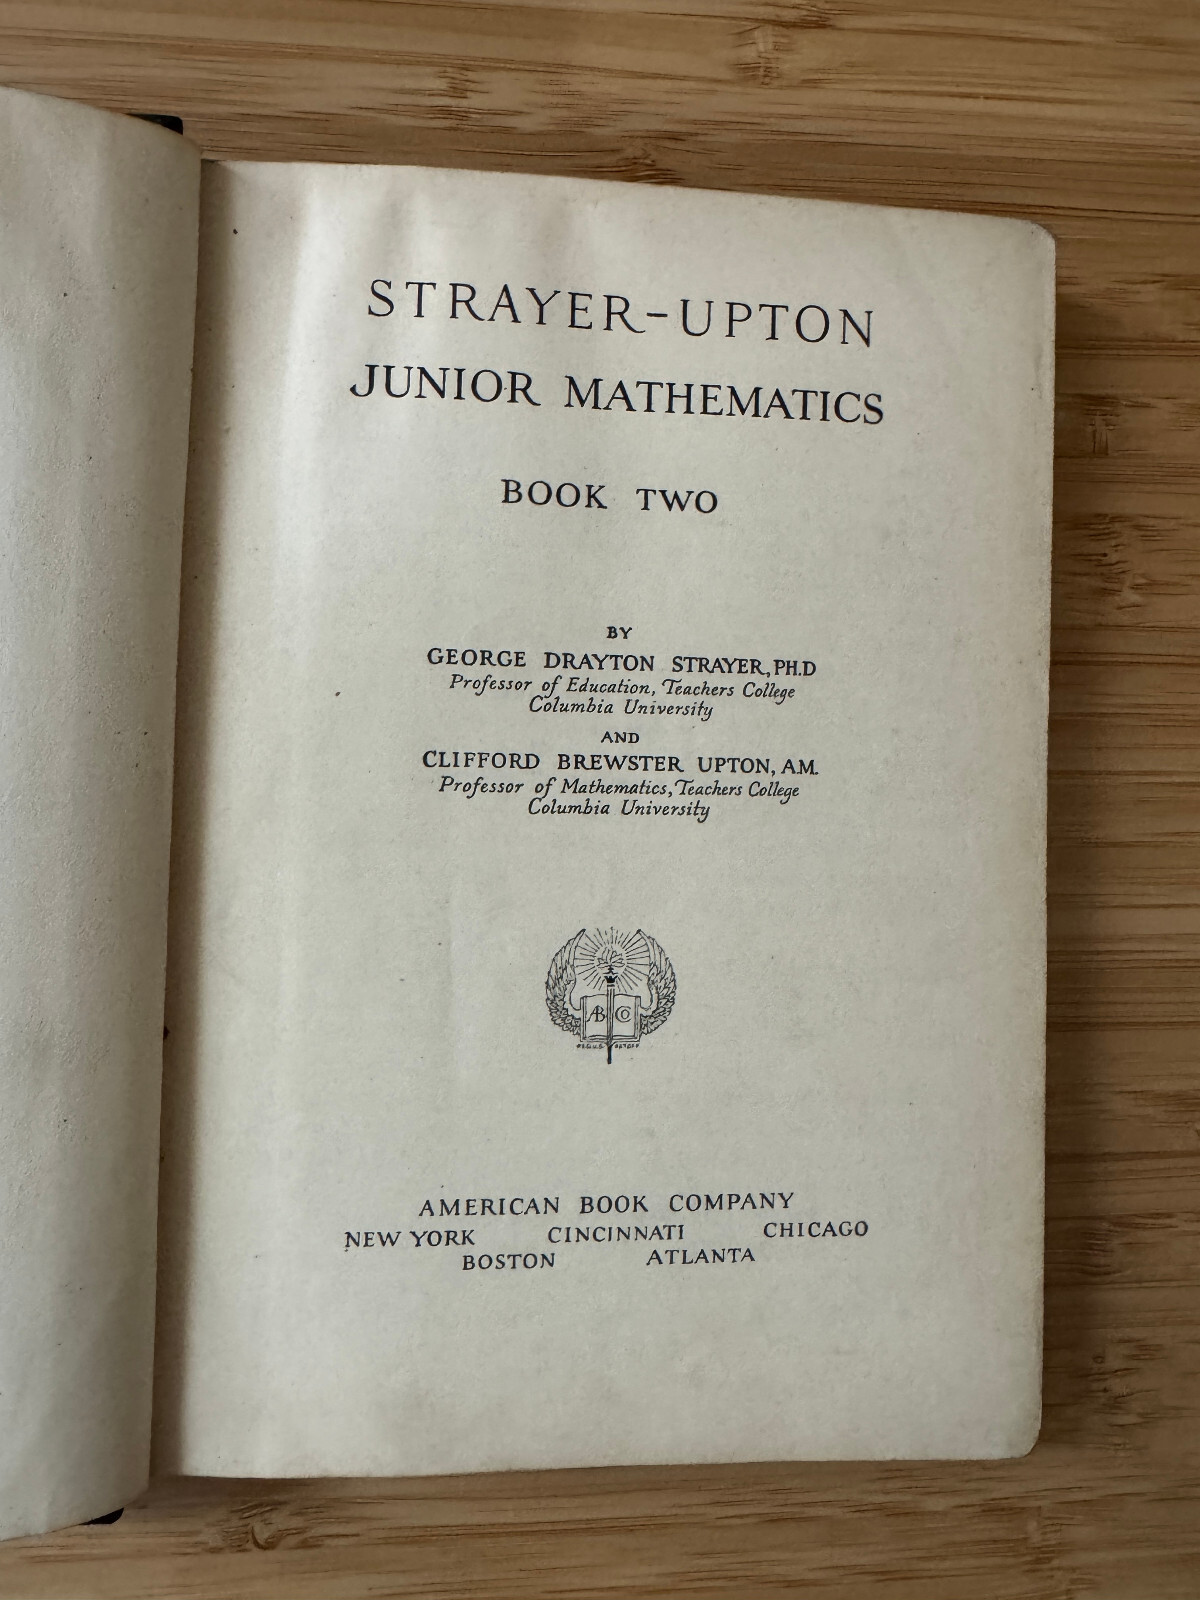 STRAYER-UPTON
JUNIOR MATHEMATICS
BOOK TWO
BY
GEORGE DRAYTON STRAYER, PH.D
Professor of Education, Teachers College
Columbia University
AND
CLIFFORD BREWSTER UPTON, A.M.
Professor of Mathematics, Teachers College
Columbia University
AB CO
AMERICAN BOOK COMPANY
NEW YORK CINCINNATI CHICAGO
BOSTON ATLANTA